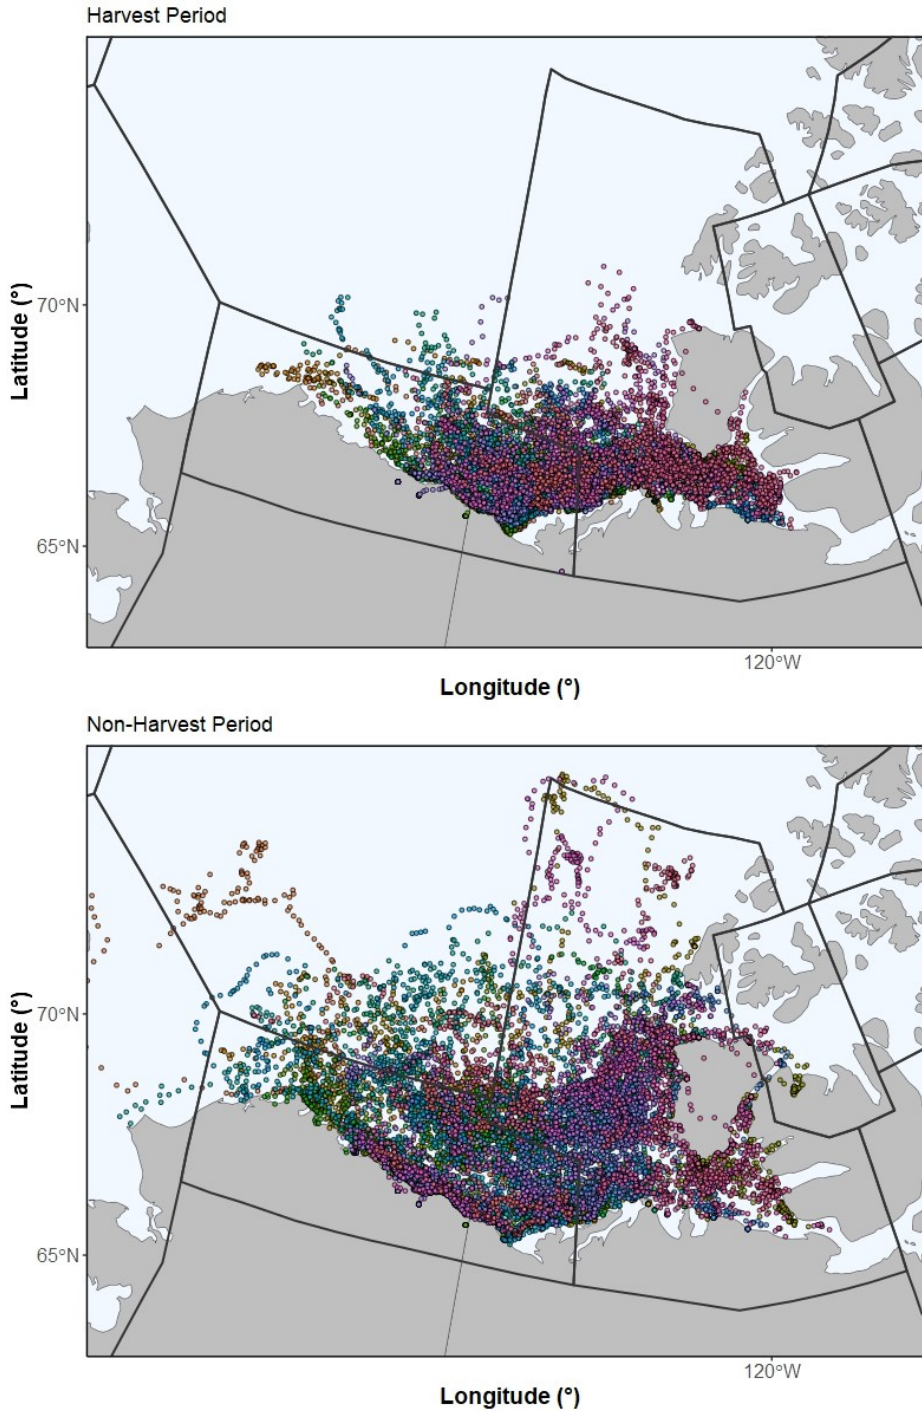 Harvest Period
70°N
65°N
Latitude (°)
120°W
Longitude (°)
Non-Harvest Period
70°N
65°N
Latitude (°)
120°W
Longitude (°)